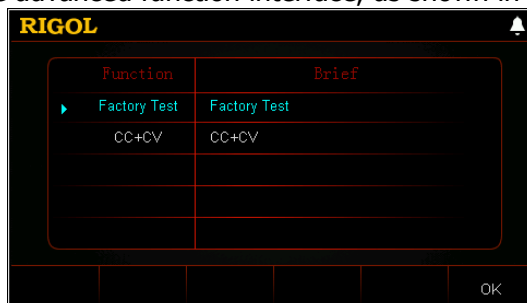 advanced function interface, as shown in
RIGOL
Function Brief
Factory Test Factory Test
CC+CV CC+CV
OK